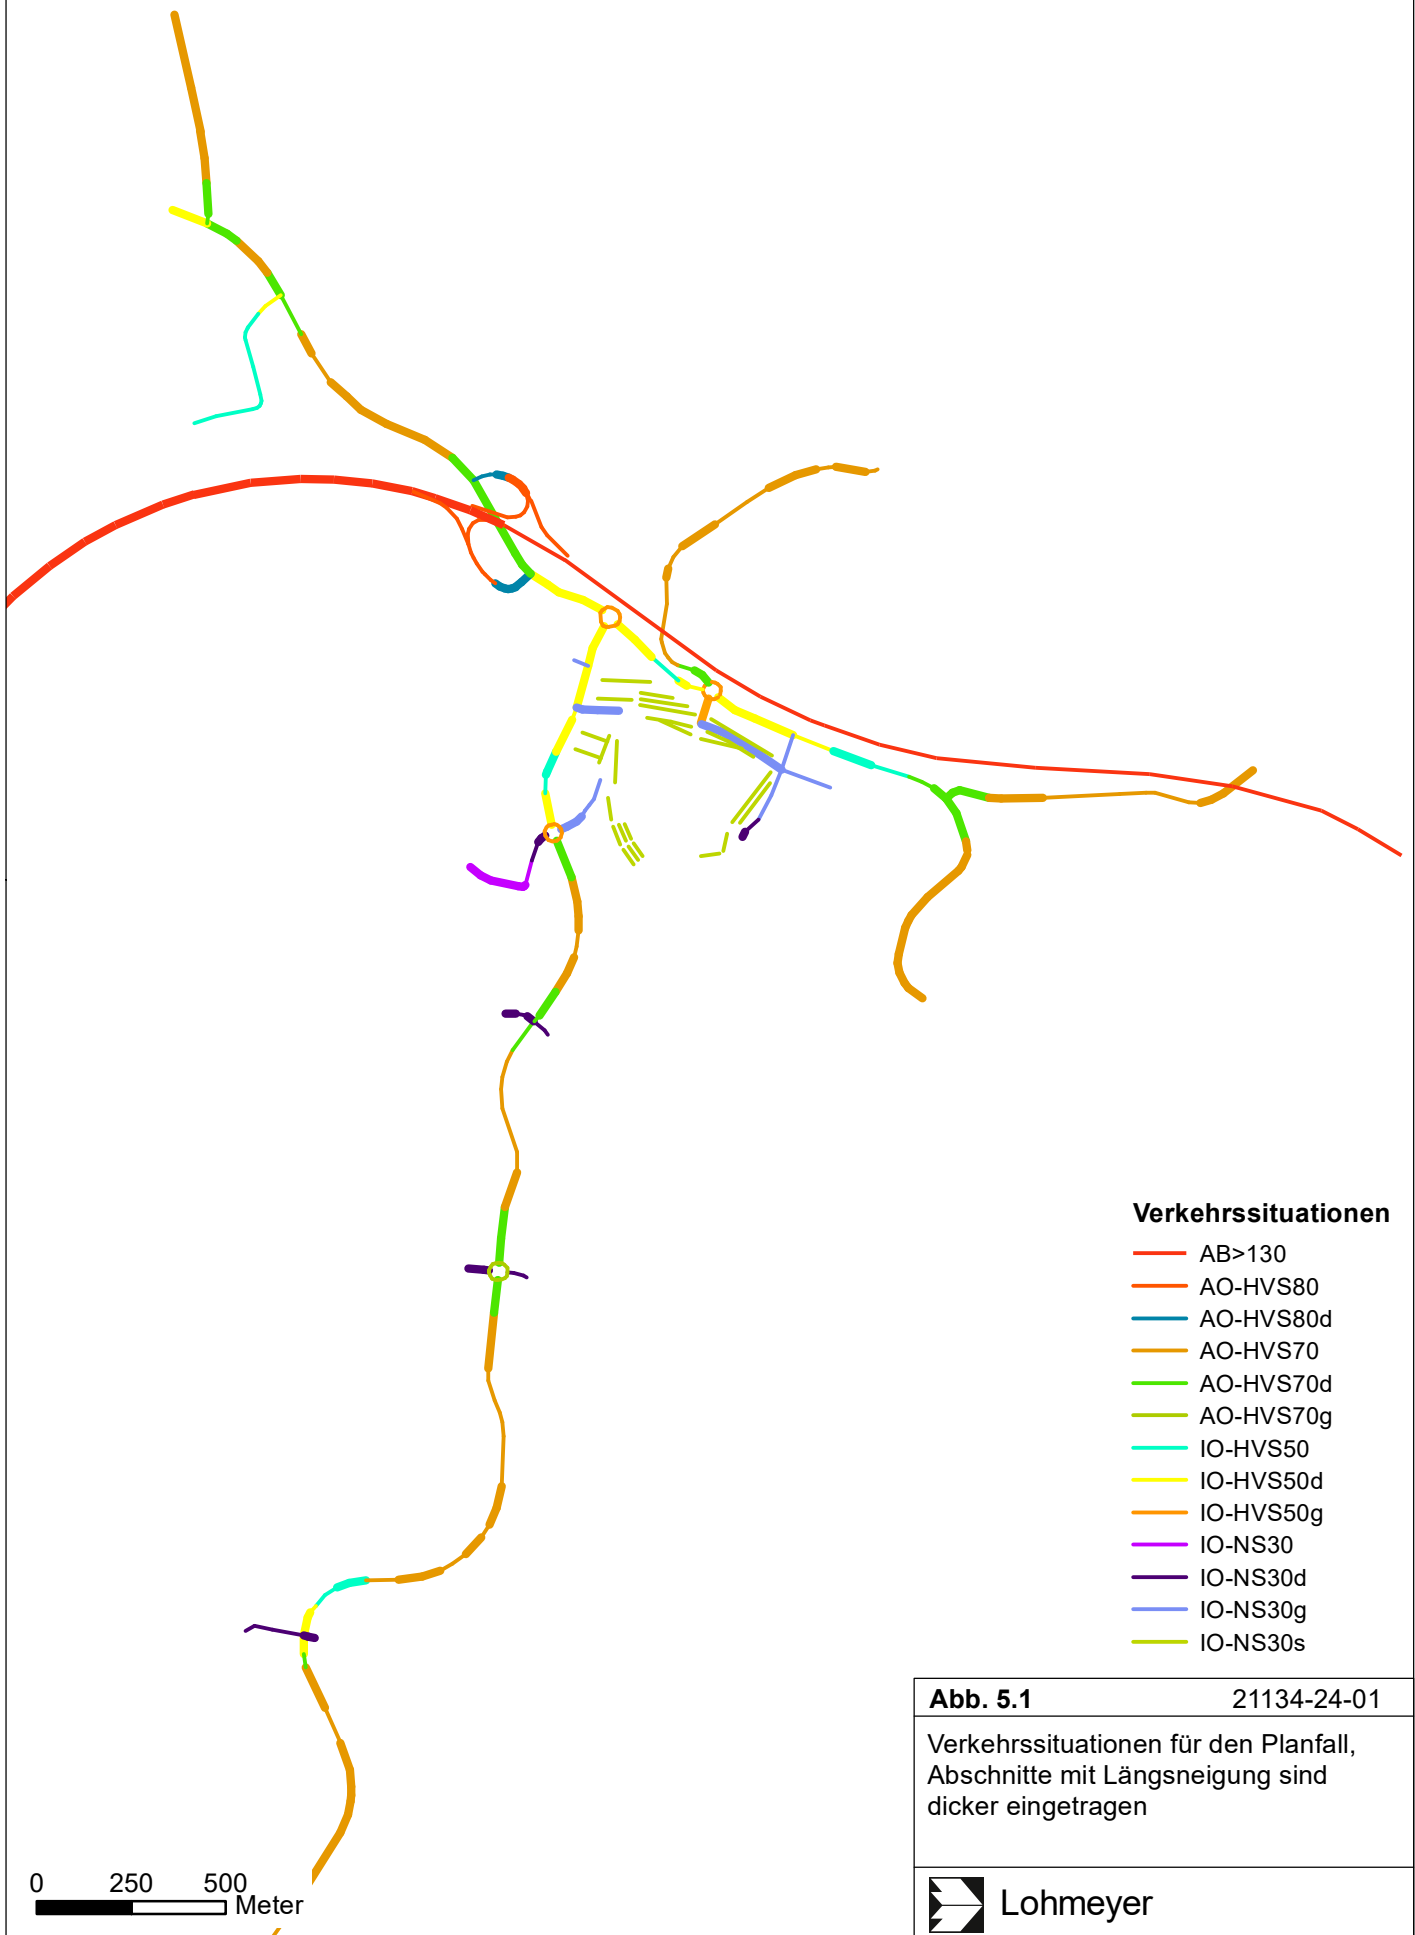 Verkehrssituationen
AB>130
AO-HVS80
AO-HVS80d
AO-HVS70
AO-HVS70d
AO-HVS70g
IO-HVS50
IO-HVS50d
IO-HVS50g
IO-NS30
IO-NS30d
IO-NS30g
IO-NS30s
Abb. 5.1 21134-24-01
Verkehrssituationen für den Planfall,
Abschnitte mit Längsneigung sind
dicker eingetragen
0 250 500
Meter
Lohmeyer